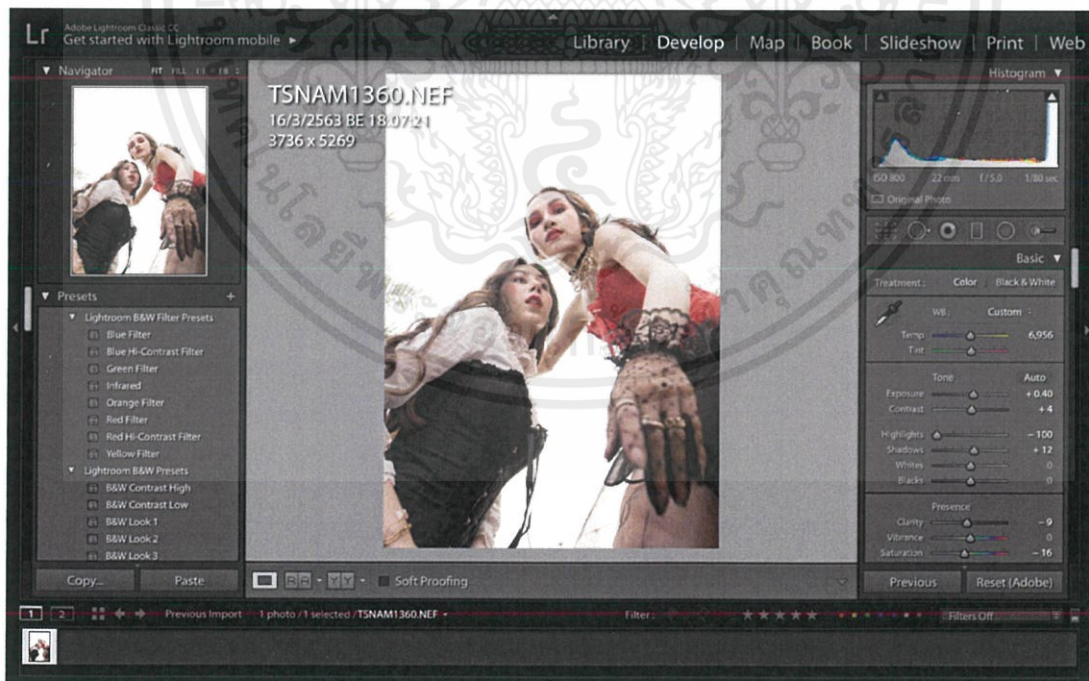 Lr
Adobe Lightroom Classic CC
Get started with Lightroom mobile
Library | Develop | Map | Book | Slideshow | Print | Web
Navigator FIT FILL 1:1 1:8
Histogram
TSNAM1360.NEF
16/3/2563 BE 18.07.21
3736 x 5269
ISO 800 22 mm f / 5.0 1/80 sec
Original Photo
Basic
Treatment : Color Black & White
WB : Custom
Temp 6,956
Tint
Tone Auto
Exposure + 0.40
Contrast + 4
Highlights – 100
Shadows + 12
Whites 0
Blacks 0
Presence
Clarity – 9
Vibrance 0
Saturation – 16
Presets +
Lightroom B&W Filter Presets
Blue Filter
Blue Hi-Contrast Filter
Green Filter
Infrared
Orange Filter
Red Filter
Red Hi-Contrast Filter
Yellow Filter
Lightroom B&W Presets
B&W Contrast High
B&W Contrast Low
B&W Look 1
B&W Look 2
B&W Look 3
Copy... Paste
Soft Proofing
Previous Reset (Adobe)
1 2 Previous Import 1 photo /1 selected /TSNAM1360.NEF
Filter : Filters Off